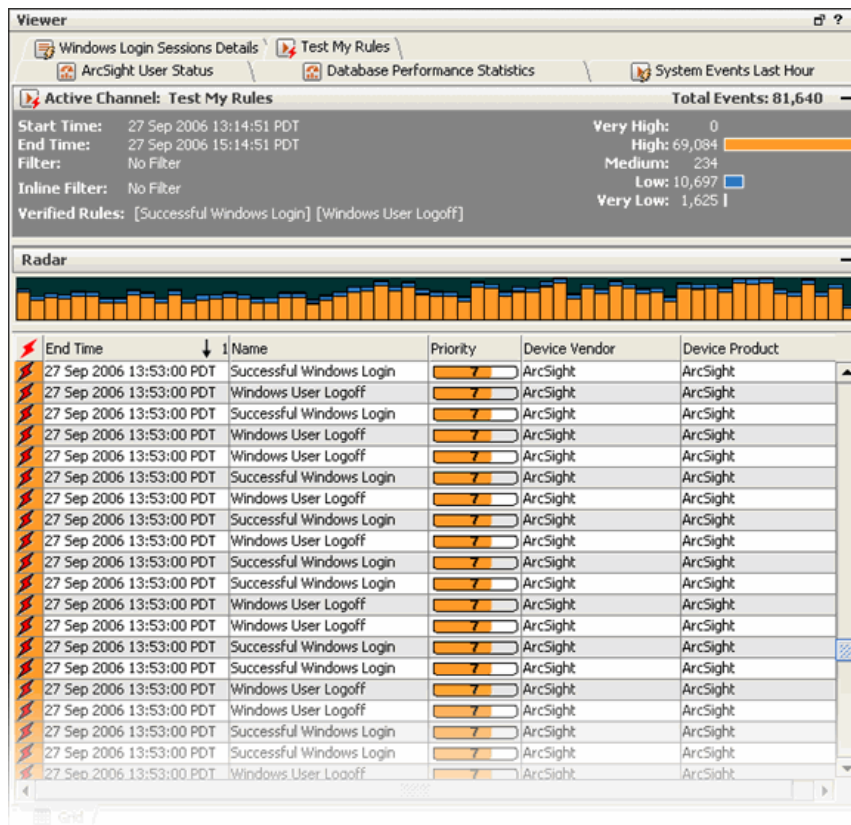 Viewer ?
Windows Login Sessions Details Test My Rules
ArcSight User Status Database Performance Statistics System Events Last Hour
Active Channel: Test My Rules Total Events: 81,640
Start Time: 27 Sep 2006 13:14:51 PDT Very High: 0
End Time: 27 Sep 2006 15:14:51 PDT High: 69,084
Filter: No Filter Medium: 234
Inline Filter: No Filter Low: 10,697
Verified Rules: [Successful Windows Login] [Windows User Logoff] Very Low: 1,625
Radar
End Time 1 Name Priority Device Vendor Device Product
27 Sep 2006 13:53:00 PDT Successful Windows Login 7 ArcSight ArcSight
27 Sep 2006 13:53:00 PDT Windows User Logoff 7 ArcSight ArcSight
27 Sep 2006 13:53:00 PDT Successful Windows Login 7 ArcSight ArcSight
27 Sep 2006 13:53:00 PDT Windows User Logoff 7 ArcSight ArcSight
27 Sep 2006 13:53:00 PDT Windows User Logoff 7 ArcSight ArcSight
27 Sep 2006 13:53:00 PDT Successful Windows Login 7 ArcSight ArcSight
27 Sep 2006 13:53:00 PDT Windows User Logoff 7 ArcSight ArcSight
27 Sep 2006 13:53:00 PDT Successful Windows Login 7 ArcSight ArcSight
27 Sep 2006 13:53:00 PDT Windows User Logoff 7 ArcSight ArcSight
27 Sep 2006 13:53:00 PDT Successful Windows Login 7 ArcSight ArcSight
27 Sep 2006 13:53:00 PDT Successful Windows Login 7 ArcSight ArcSight
27 Sep 2006 13:53:00 PDT Windows User Logoff 7 ArcSight ArcSight
27 Sep 2006 13:53:00 PDT Windows User Logoff 7 ArcSight ArcSight
27 Sep 2006 13:53:00 PDT Successful Windows Login 7 ArcSight ArcSight
27 Sep 2006 13:53:00 PDT Successful Windows Login 7 ArcSight ArcSight
27 Sep 2006 13:53:00 PDT Windows User Logoff 7 ArcSight ArcSight
27 Sep 2006 13:53:00 PDT Windows User Logoff 7 ArcSight ArcSight
27 Sep 2006 13:53:00 PDT Successful Windows Login 7 ArcSight ArcSight
27 Sep 2006 13:53:00 PDT Successful Windows Login 7 ArcSight ArcSight
27 Sep 2006 13:53:00 PDT Windows User Logoff 7 ArcSight ArcSight
Grid